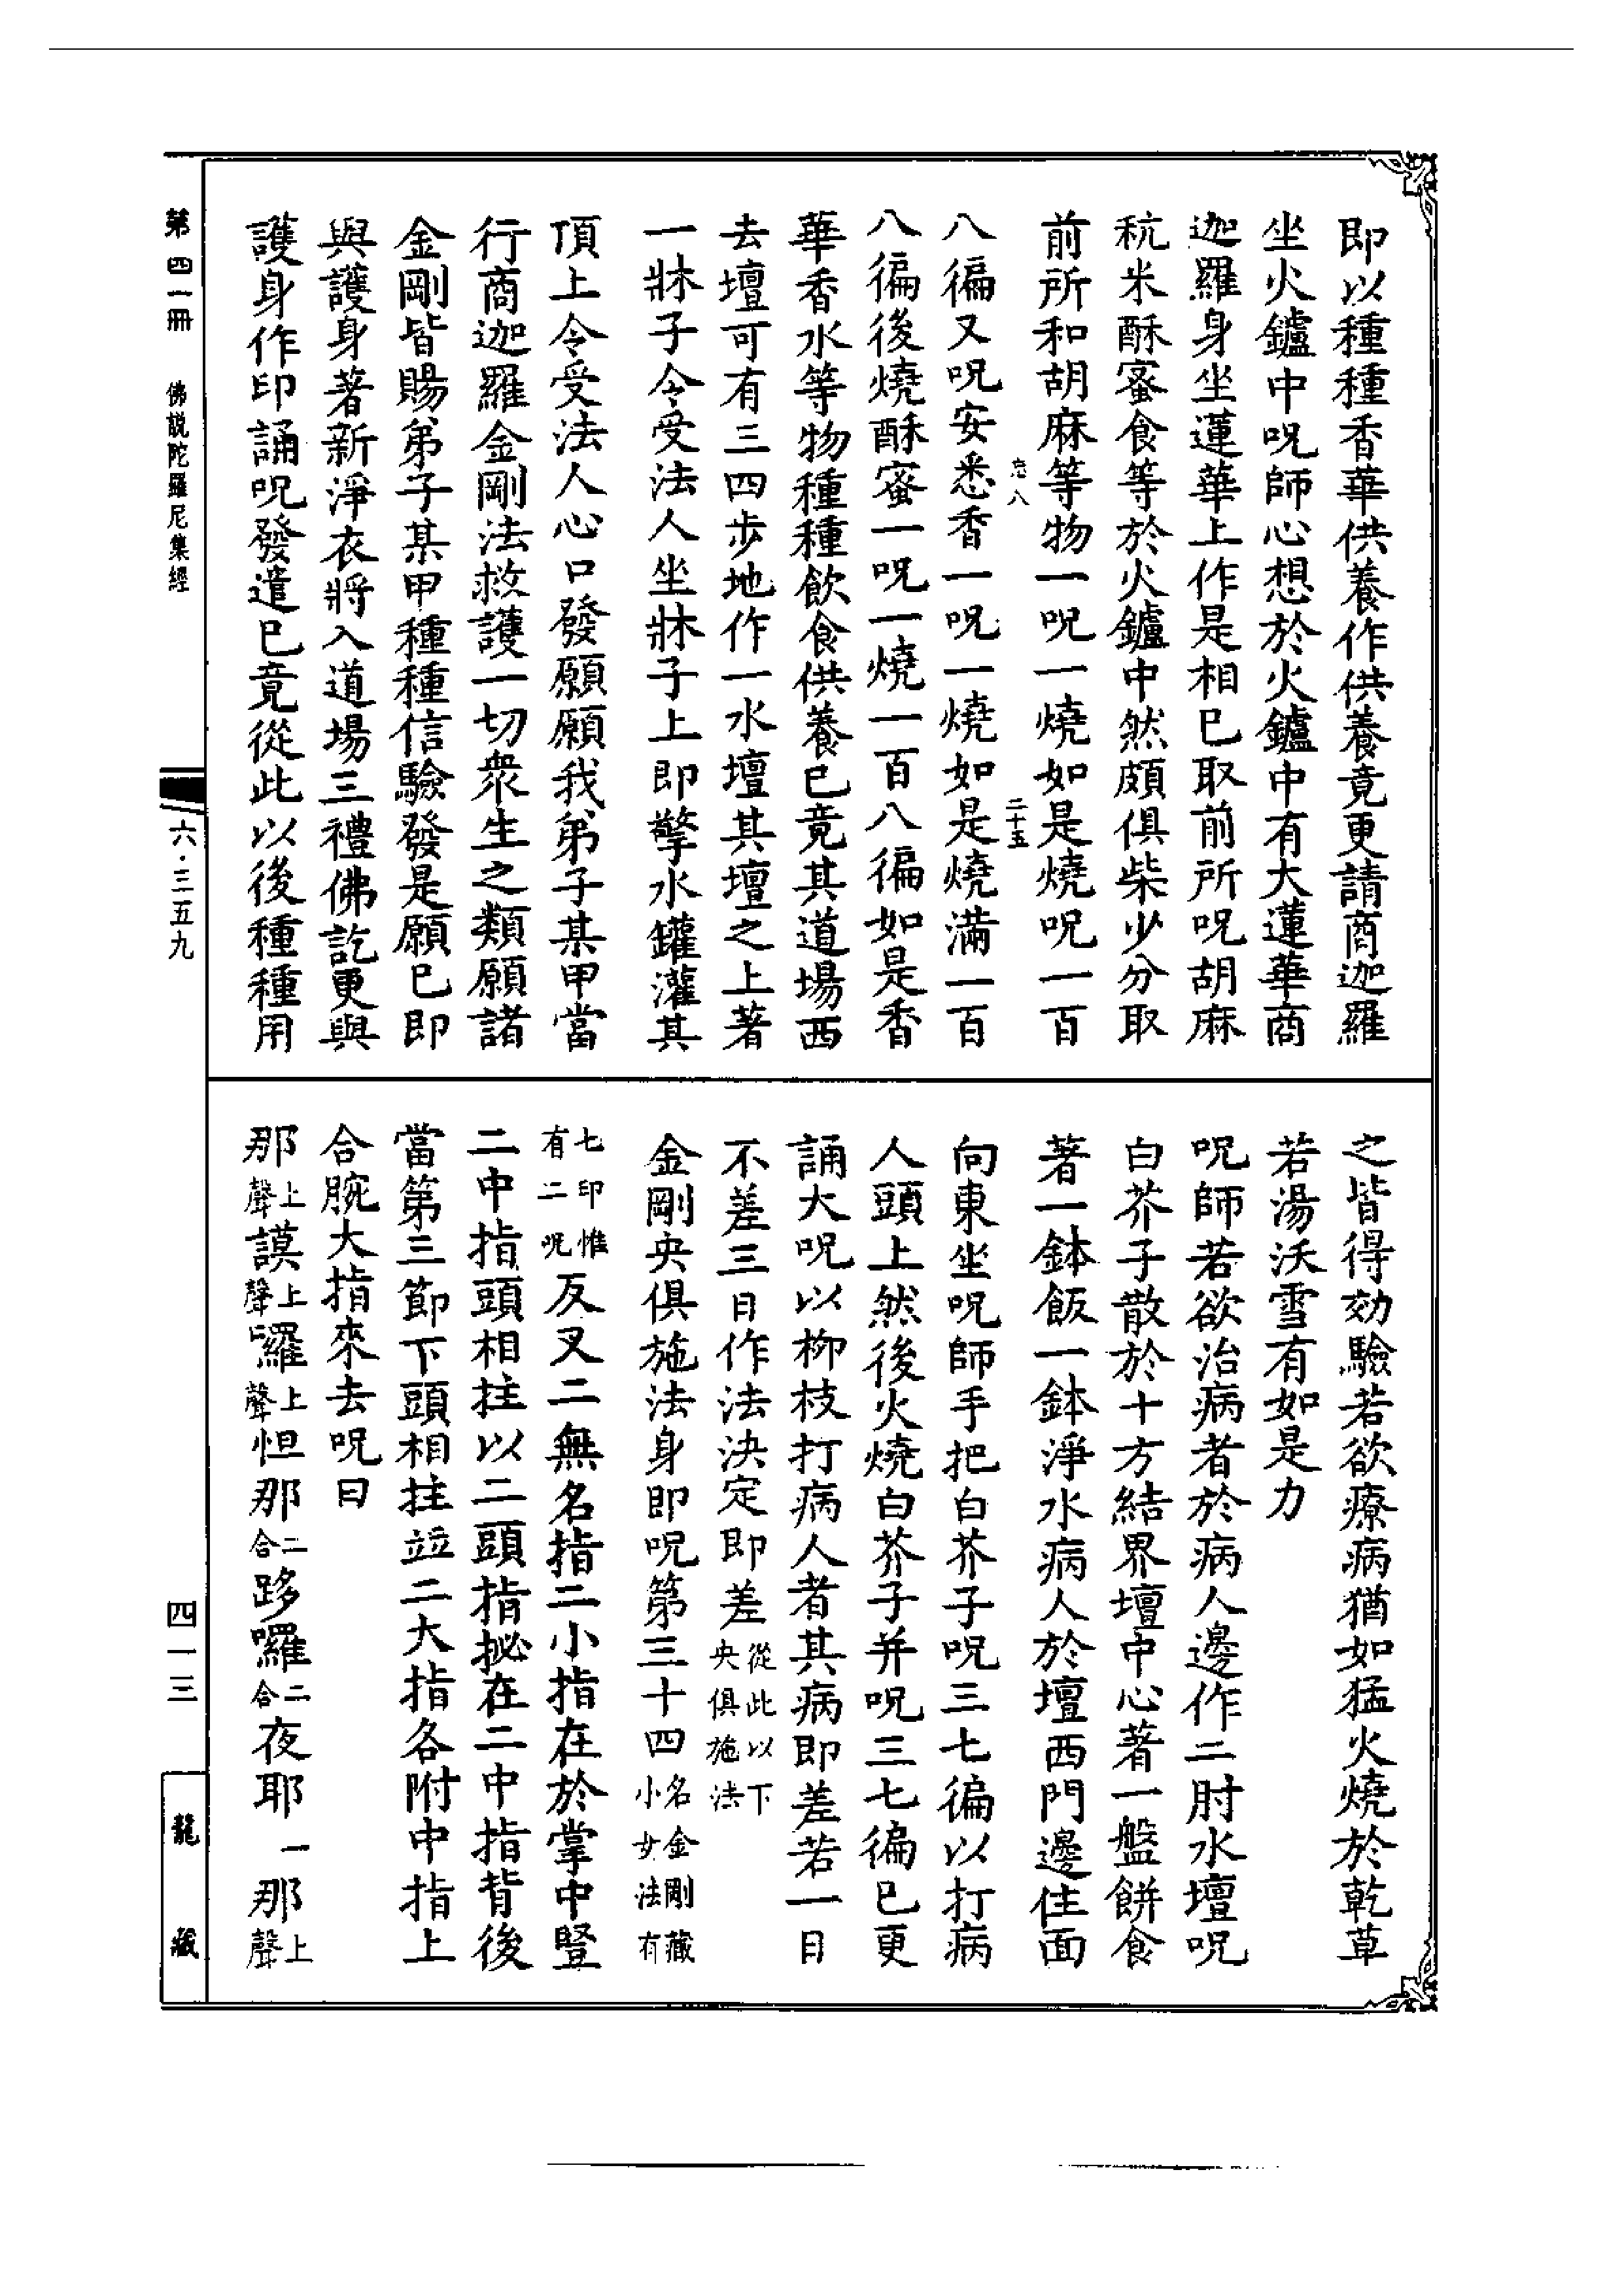 即以種種香華供養作供養竟更請商迦羅
坐火鑪中呪師心想於火鑪中有大蓮華商
迦羅身坐蓮華上作是相已取前所呪胡麻
秔米酥蜜食等於火鑪中然頗俱柴少分取
前所和胡麻等物一呪一燒如是燒呪一百
忘八 二十五
八徧又呪安悉香一呪一燒如是燒滿一百
八徧後燒酥蜜一呪一燒一百八徧如是香
華香水等物種種飲食供養已竟其道場西
去壇可有三四步地作一水壇其壇之上著
一牀子令受法人坐牀子上即擎水罐灌其
頂上令受法人心口發願願我弟子某甲當
行商迦羅金剛法救護一切衆生之類願諸
金剛皆賜弟子某甲種種信驗發是願已即
與護身著新淨衣將入道場三禮佛訖更與
護身作印誦呪發遣已竟從此以後種種用
之皆得効驗若欲療病猶如猛火燒於乾草
若湯沃雪有如是力
呪師若欲治病者於病人邊作二肘水壇呪
白芥子散於十方結界壇中心著一盤餅食
著一鉢飯一鉢淨水病人於壇西門邊住面
向東坐呪師手把白芥子呪三七徧以打病
人頭上然後火燒白芥子并呪三七徧已更
誦大呪以柳枝打病人者其病即差若一日
不差三日作法決定即差從此以下央俱施法
金剛央俱施法身即呪第三十四名金剛藏小女法有
七印惟有二呪反叉二無名指二小指在於掌中豎
二中指頭相拄以二頭指拟在二中指背後
當第三節下頭相拄竝二大指各附中指上
合腕大指來去呪曰
那上聲謨上聲囉上聲怛那二合跢囉二合夜耶一那上聲
第四一冊 佛說陀羅尼集經
六·三五九
四一三
龍藏